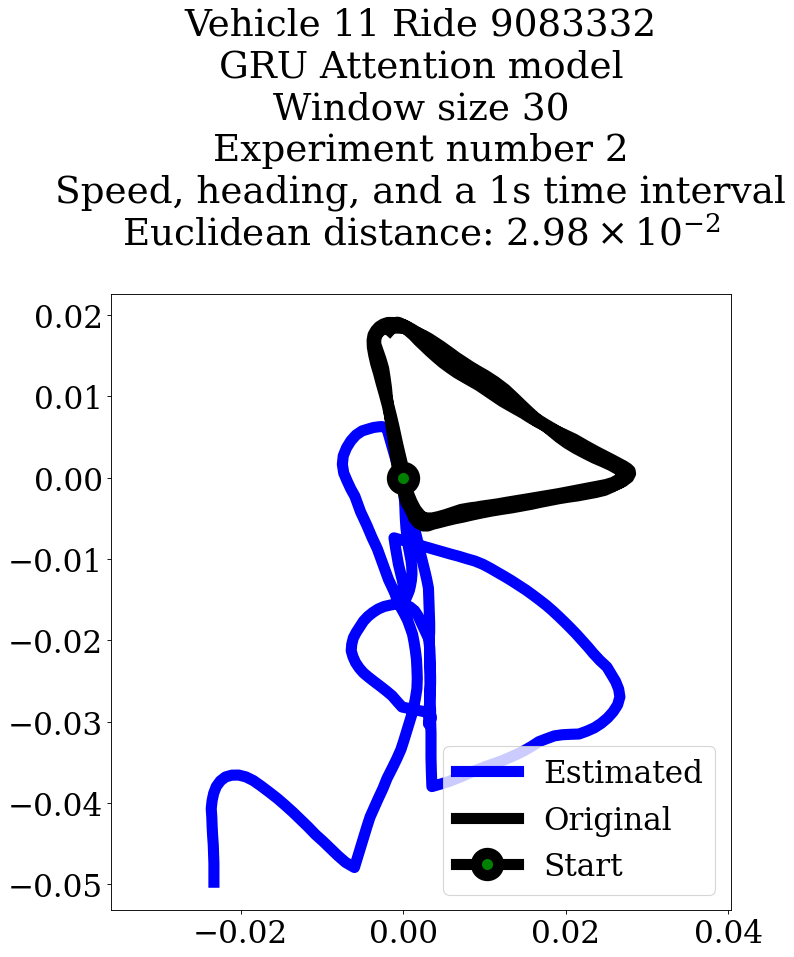 Vehicle 11 Ride 9083332
GRU Attention model
Window size 30
Experiment number 2
Speed, heading, and a 1s time interval
Euclidean distance: 2.98 × 10⁻²
0.02
0.01
0.00
−0.01
−0.02
−0.03
−0.04
−0.05
−0.02 0.00 0.02 0.04
Estimated
Original
Start